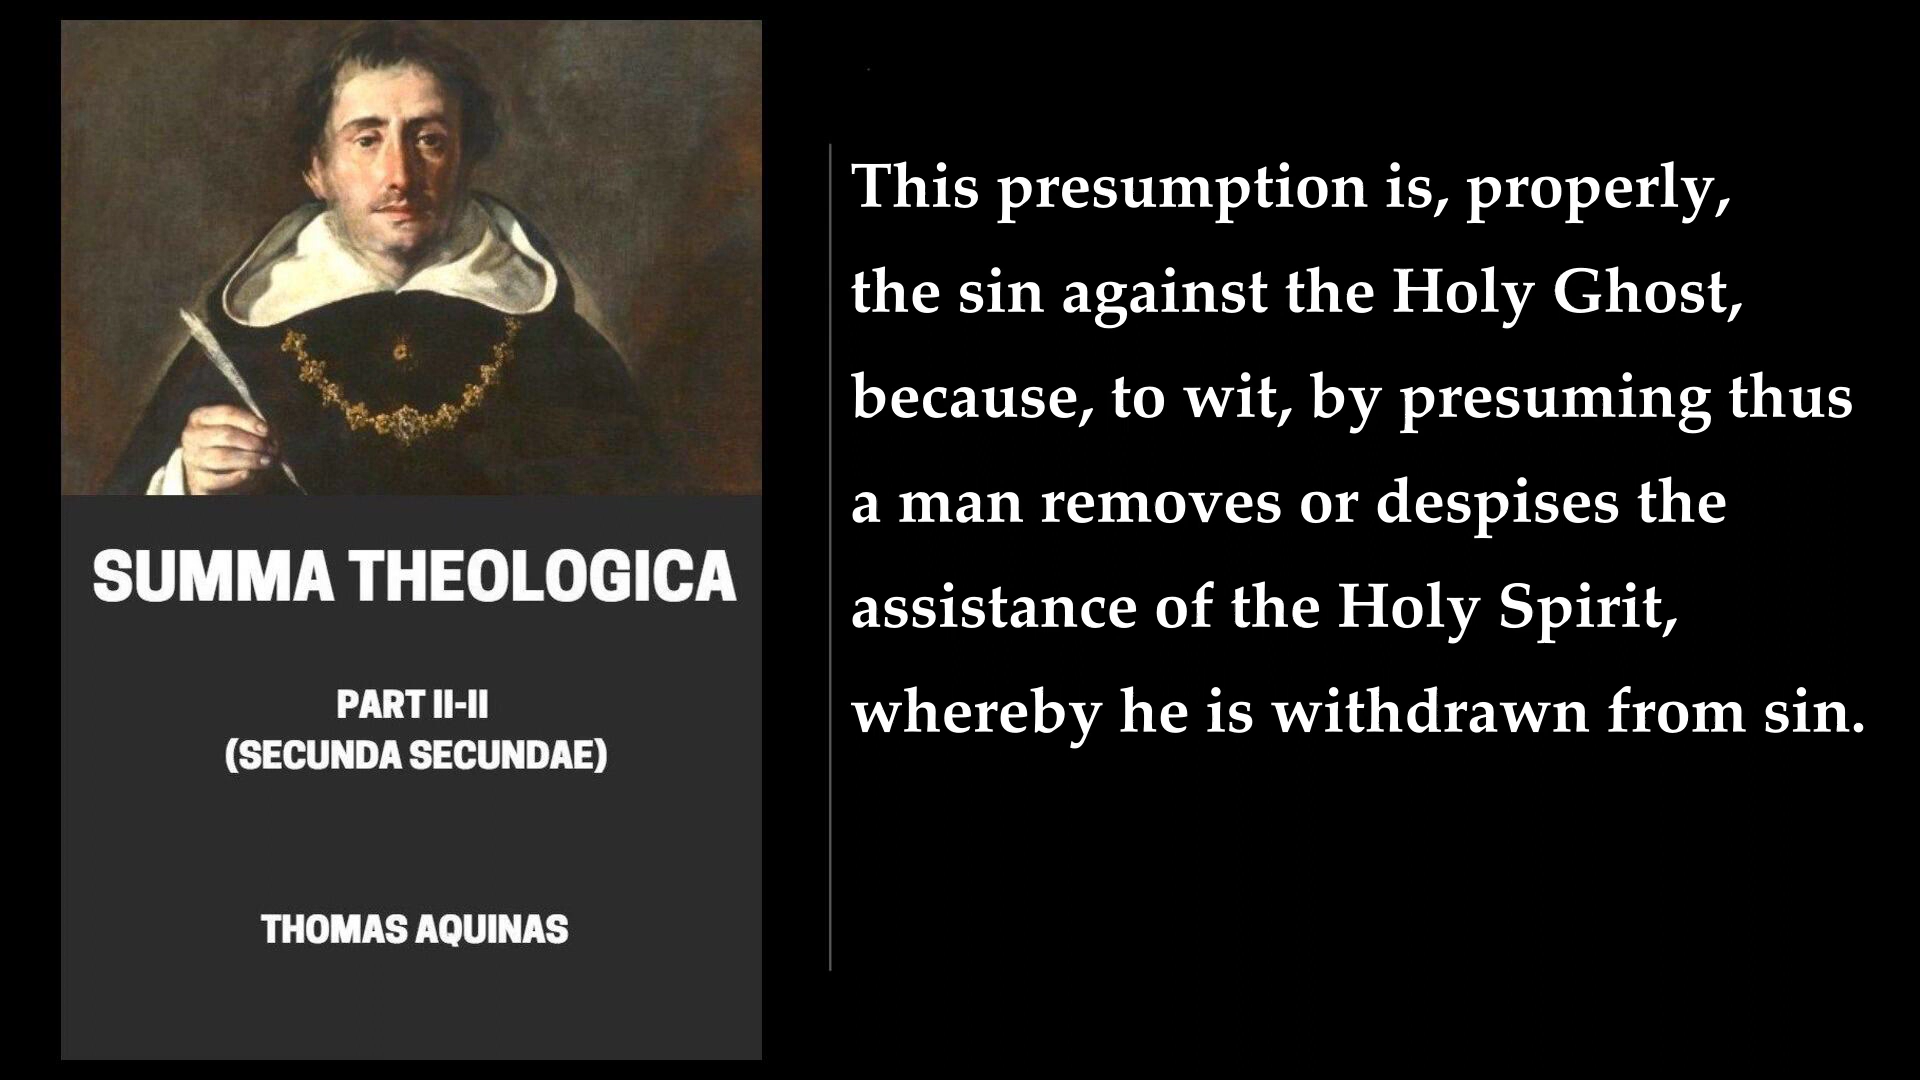 SUMMA THEOLOGICA
PART II-II
(SECUNDA SECUNDAE)
THOMAS AQUINAS
This presumption is, properly,
the sin against the Holy Ghost,
because, to wit, by presuming thus
a man removes or despises the
assistance of the Holy Spirit,
whereby he is withdrawn from sin.